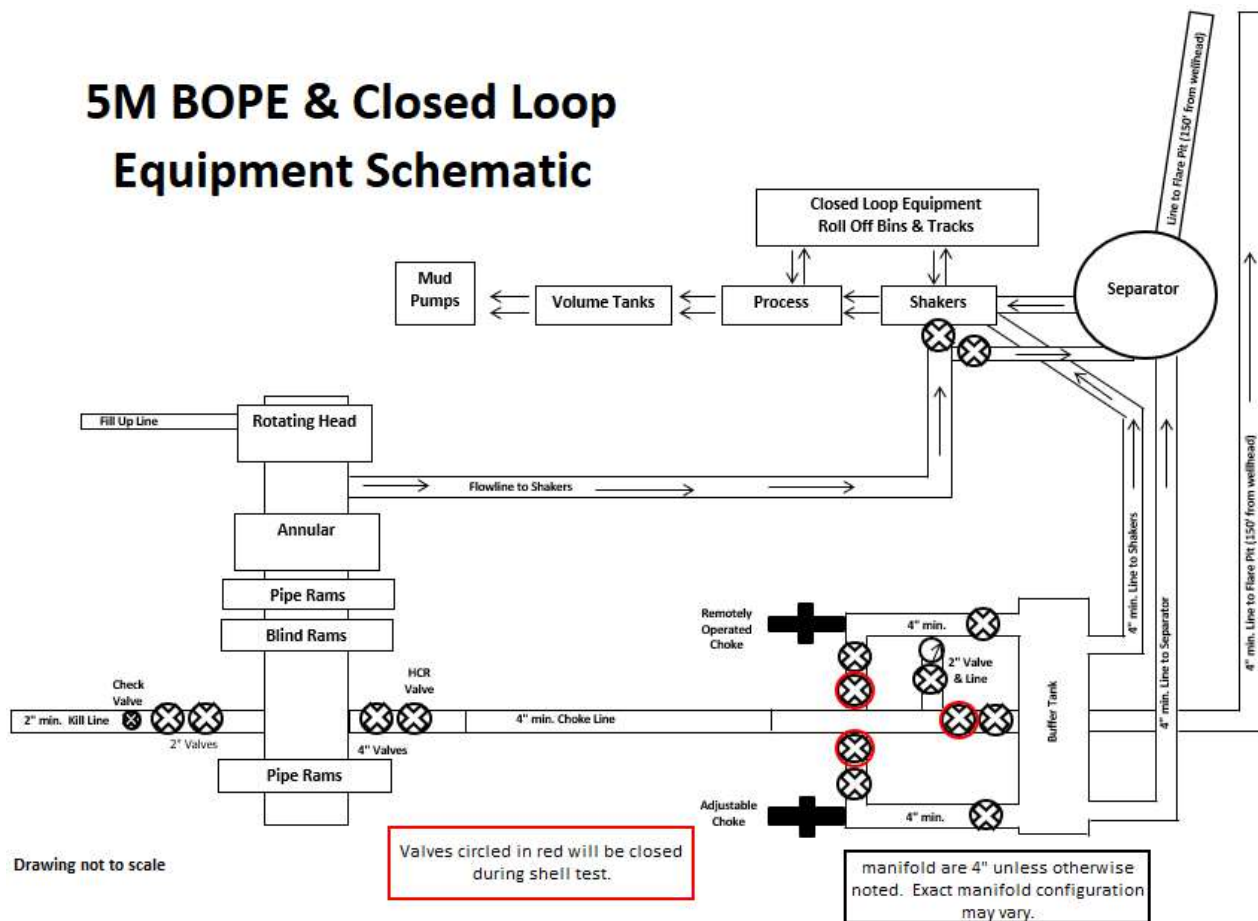 5M BOPE & Closed Loop
Equipment Schematic
Closed Loop Equipment
Roll Off Bins & Tracks
Mud
Pumps
Volume Tanks
Process
Shakers
Separator
Line to Flare Pit (150' from wellhead)
Fill Up Line
Rotating Head
Flowline to Shakers
Annular
Pipe Rams
Blind Rams
Check
Valve
2" min. Kill Line
2" Valves
HCR
Valve
4" Valves
4" min. Choke Line
Pipe Rams
Remotely
Operated
Choke
4" min.
2" Valve
& Line
Buffer Tank
Adjustable
Choke
4" min.
4" min. Line to Shakers
4" min. Line to Separator
4" min. Line to Flare Pit (150' from wellhead)
Drawing not to scale
Valves circled in red will be closed
during shell test.
manifold are 4" unless otherwise
noted. Exact manifold configuration
may vary.